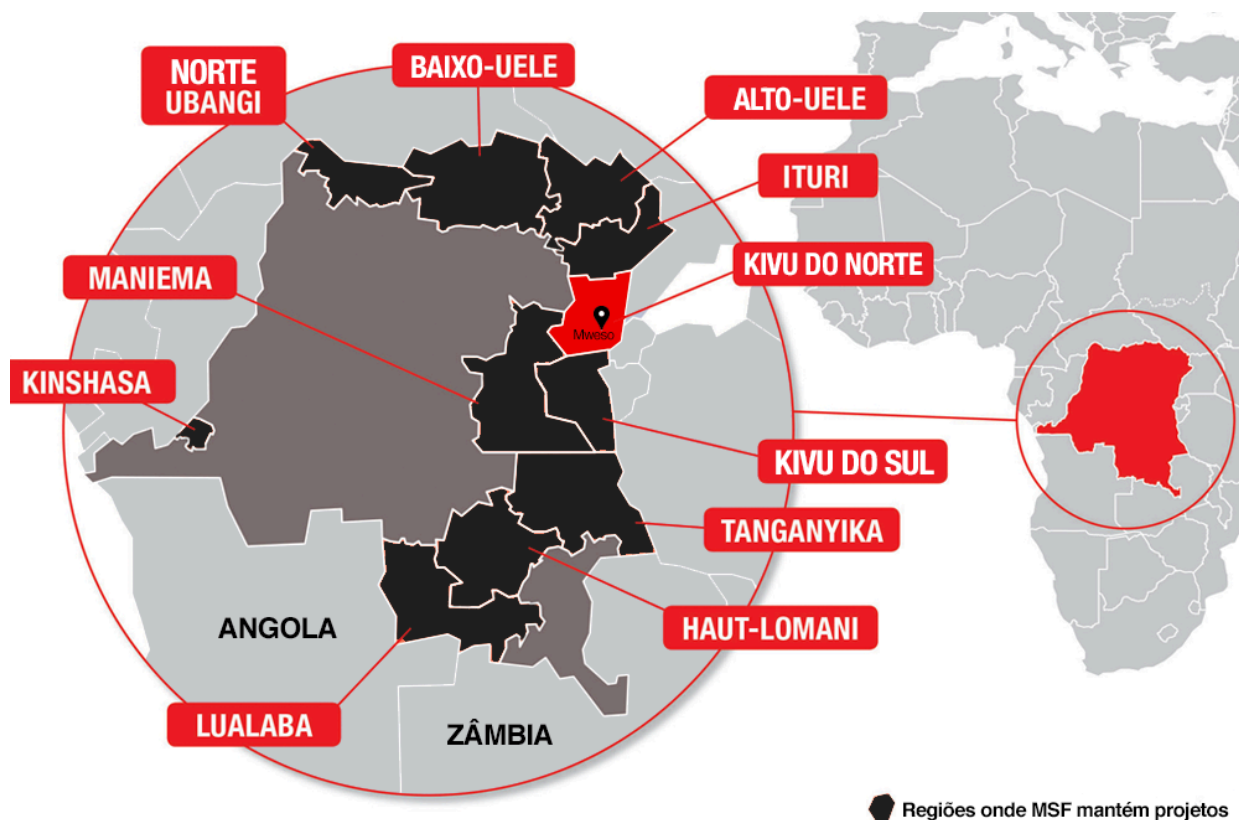 NORTE
UBANGI
BAIXO-UELE
ALTO-UELE
ITURI
KIVU DO NORTE
MANIEMA
Mweso
KINSHASA
KIVU DO SUL
TANGANYIKA
HAUT-LOMANI
ANGOLA
LUALABA
ZÂMBIA
Regiões onde MSF mantém projetos